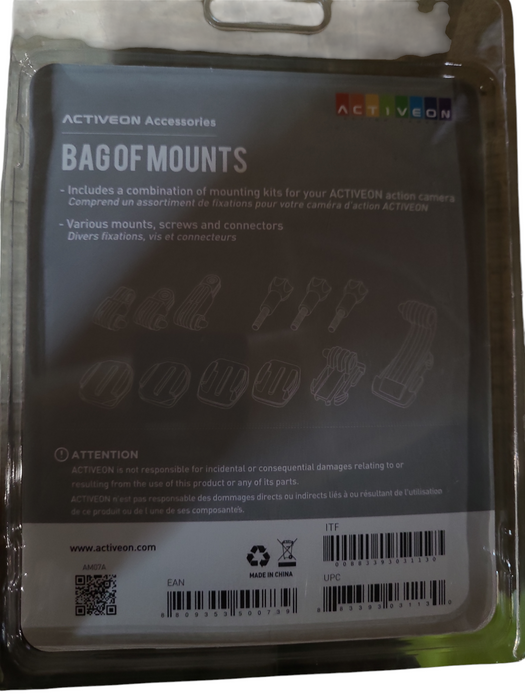 ACTIVEON
ACTIVEON Accessories
BAG OF MOUNTS
- Includes a combination of mounting kits for your ACTIVEON action camera
Comprend un assortiment de fixations pour votre caméra d'action ACTIVEON
- Various mounts, screws and connectors
Divers fixations, vis et connecteurs
ATTENTION
ACTIVEON is not responsible for incidental or consequential damages relating to or
resulting from the use of this product or any of its parts.
ACTIVEON n'est pas responsable des dommages directs ou indirects liés à ou résultant de l'utilisation
de ce produit ou de l'une de ses composantes.
www.activeon.com
AM07A
MADE IN CHINA
ITF
EAN
UPC